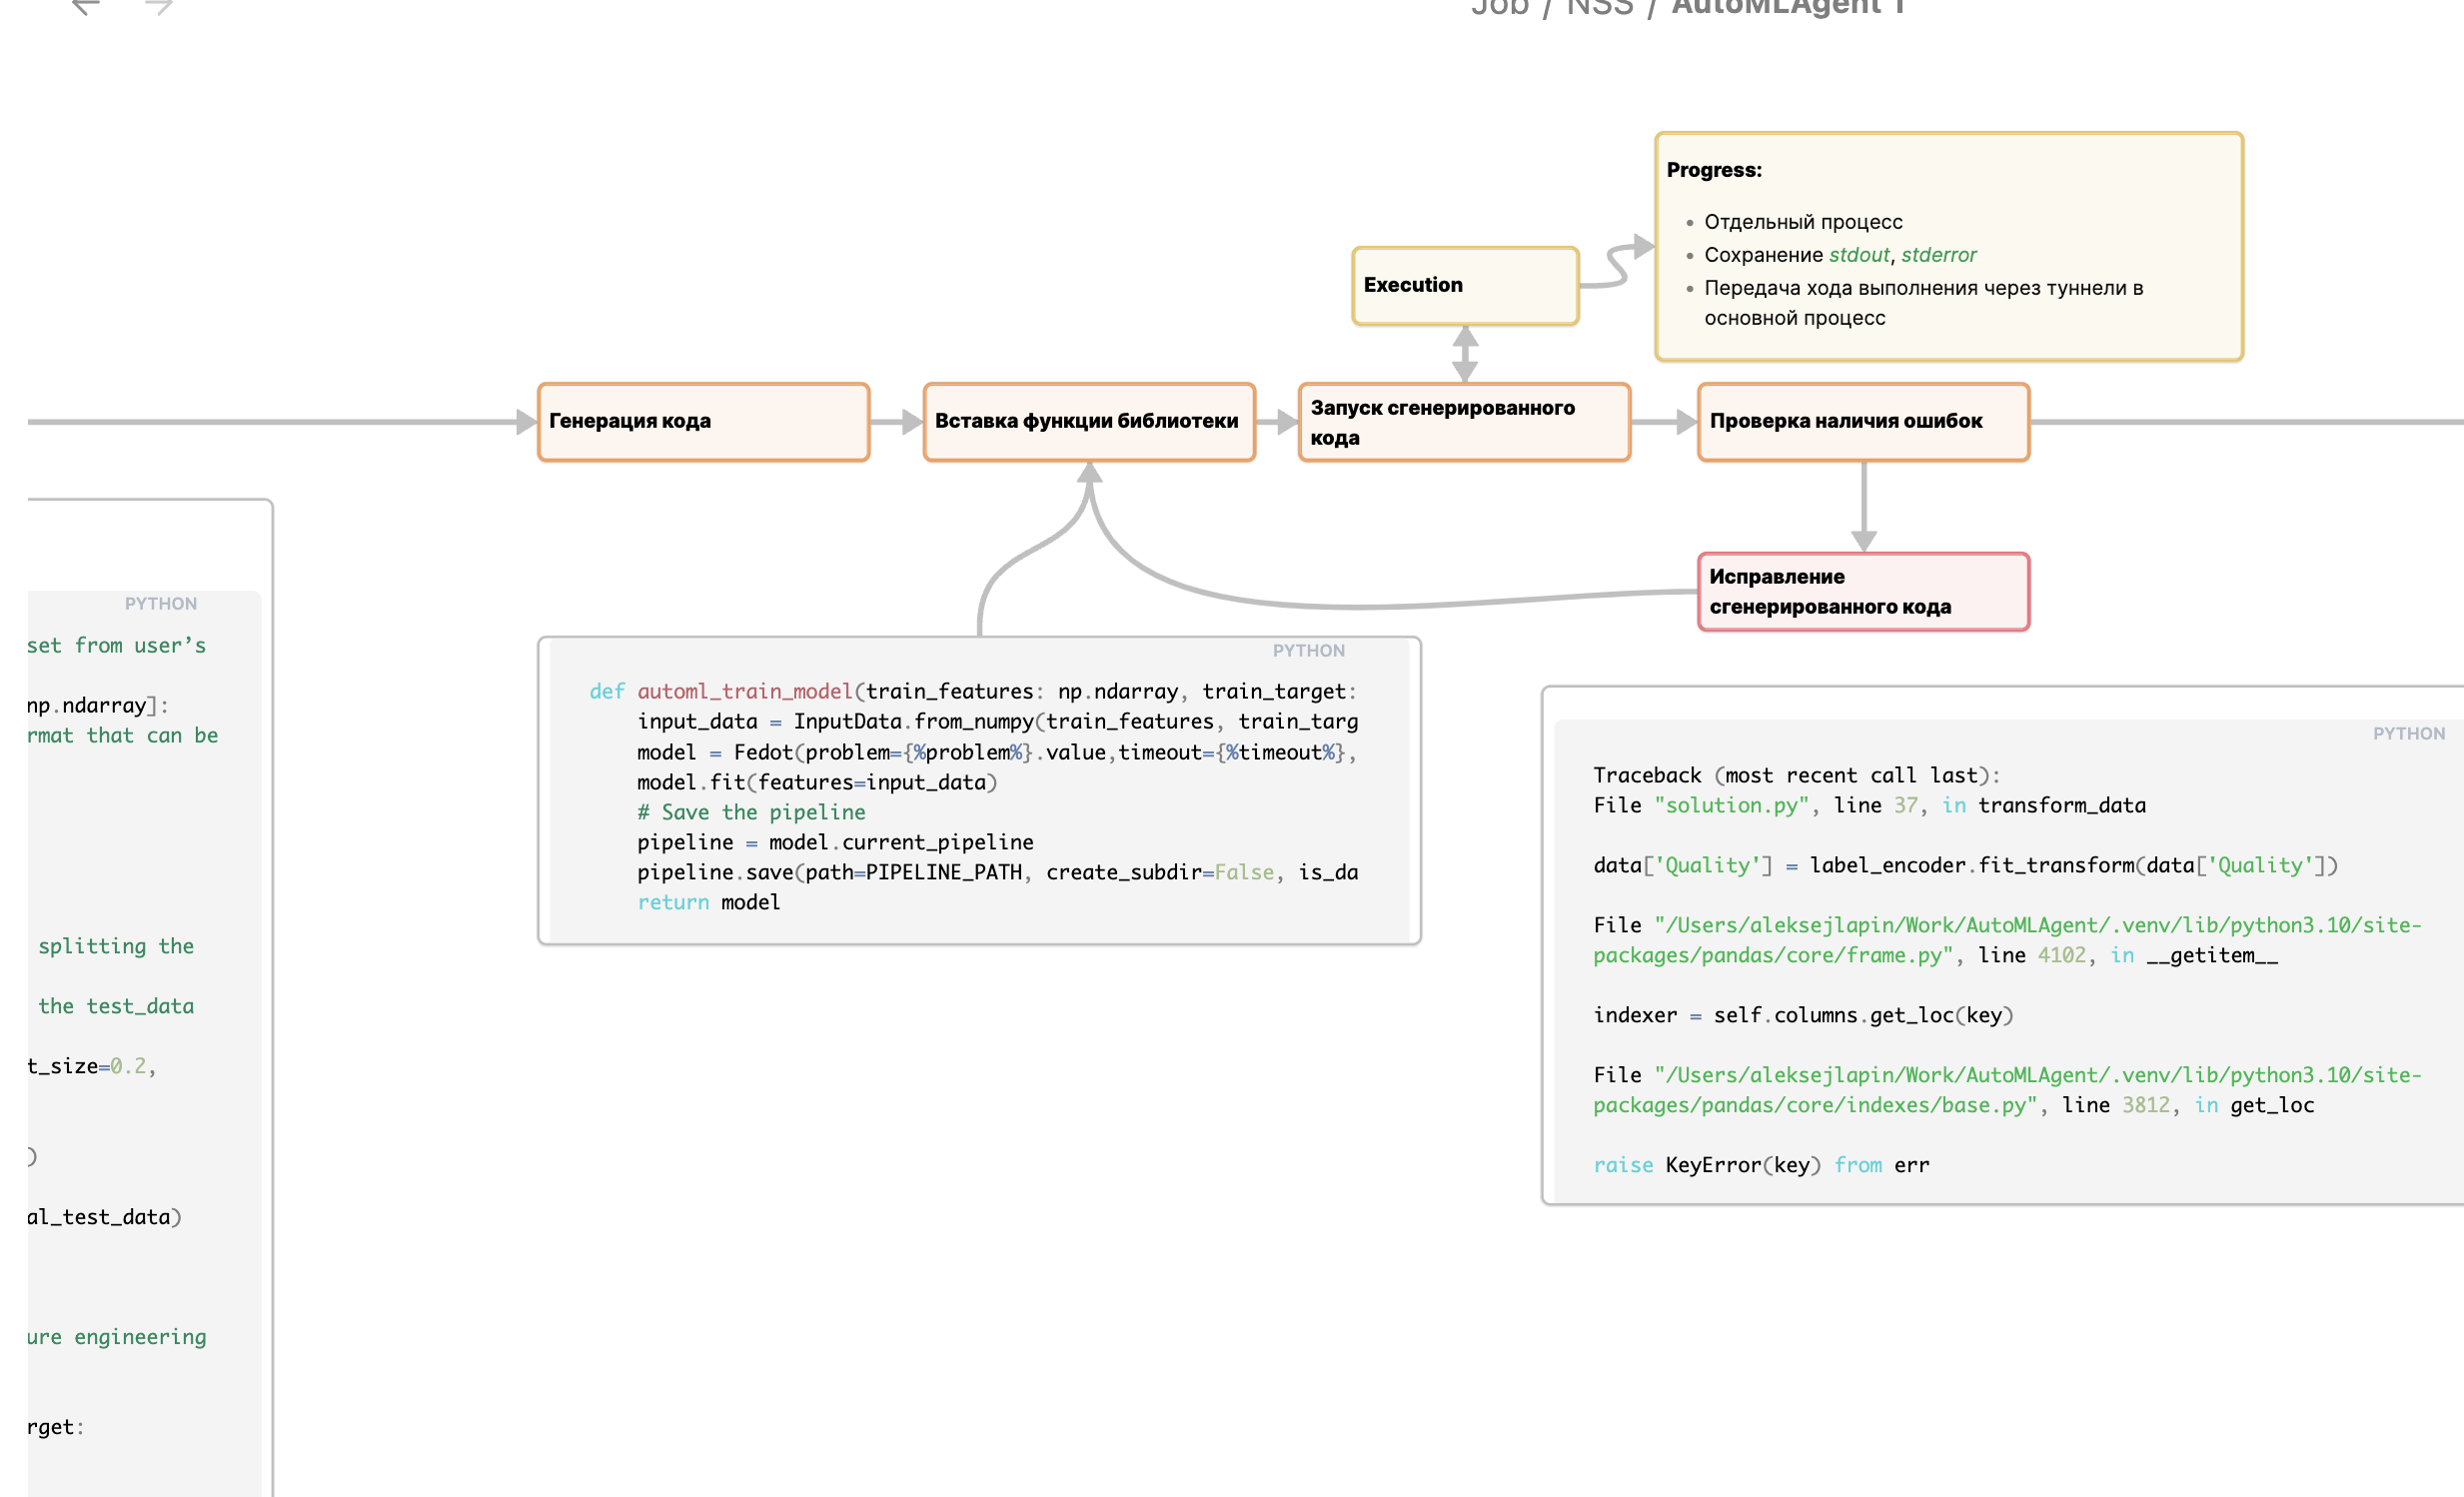 Job / NSS / AutoMLAgent 1
Progress:
• Отдельный процесс
• Сохранение stdout, stderror
• Передача хода выполнения через туннели в
основной процесс
Execution
Генерация кода
Вставка функции библиотеки
Запуск сгенерированного
кода
Проверка наличия ошибок
Исправление
сгенерированного кода
PYTHON
set from user’s
np.ndarray]:
rmat that can be
splitting the
the test_data
t_size=0.2,
)
al_test_data)
ure engineering
rget:
PYTHON
def automl_train_model(train_features: np.ndarray, train_target:
input_data = InputData.from_numpy(train_features, train_targ
model = Fedot(problem={%problem%}.value,timeout={%timeout%},
model.fit(features=input_data)
# Save the pipeline
pipeline = model.current_pipeline
pipeline.save(path=PIPELINE_PATH, create_subdir=False, is_da
return model
PYTHON
Traceback (most recent call last):
File "solution.py", line 37, in transform_data
data['Quality'] = label_encoder.fit_transform(data['Quality'])
File "/Users/aleksejlapin/Work/AutoMLAgent/.venv/lib/python3.10/site-
packages/pandas/core/frame.py", line 4102, in __getitem__
indexer = self.columns.get_loc(key)
File "/Users/aleksejlapin/Work/AutoMLAgent/.venv/lib/python3.10/site-
packages/pandas/core/indexes/base.py", line 3812, in get_loc
raise KeyError(key) from err